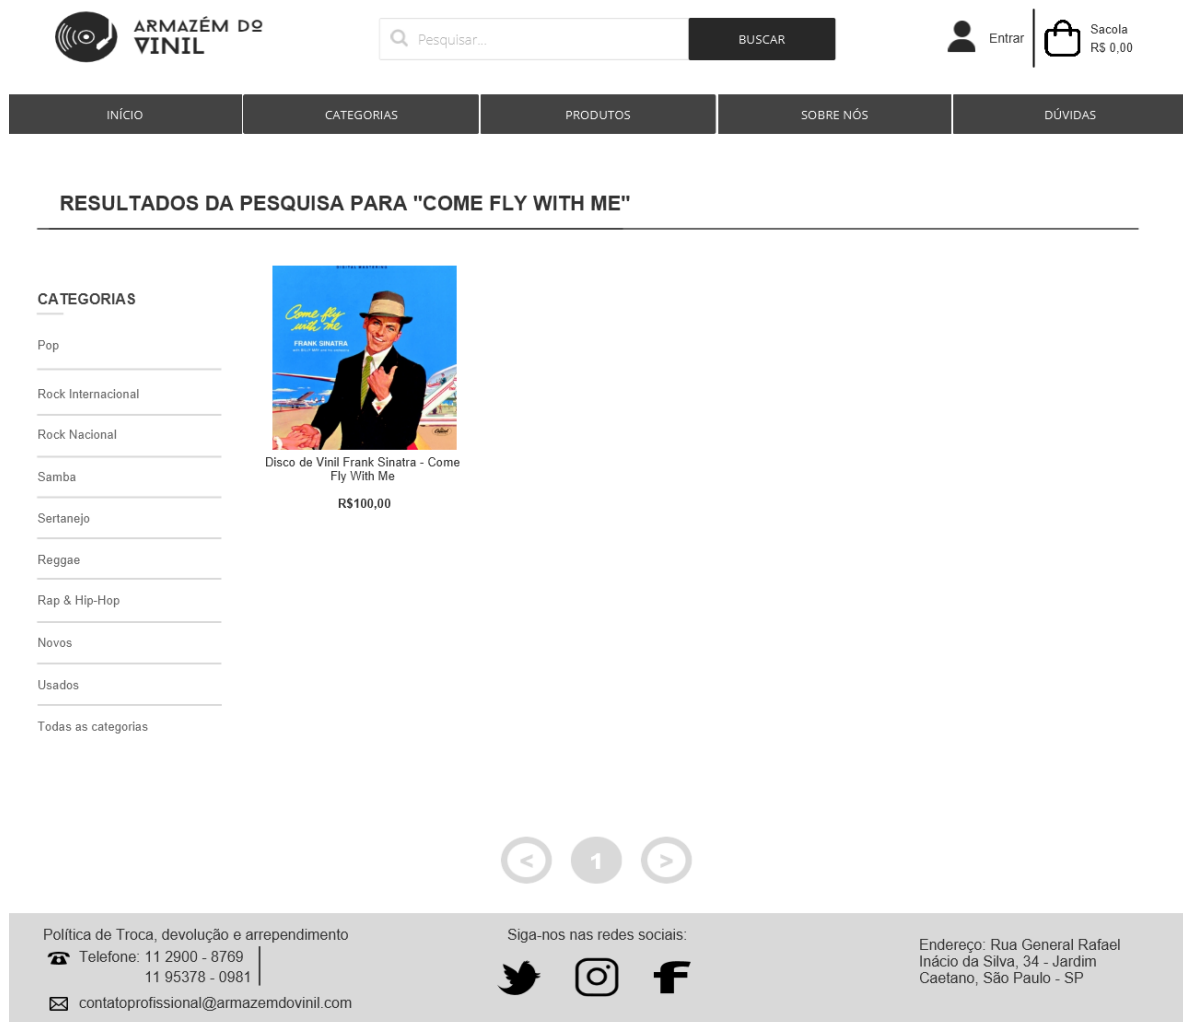 ARMAZÉM DO
VINIL
Pesquisar...
BUSCAR
Entrar
Sacola
R$ 0,00
INÍCIO
CATEGORIAS
PRODUTOS
SOBRE NÓS
DÚVIDAS
RESULTADOS DA PESQUISA PARA "COME FLY WITH ME"
CATEGORIAS
Pop
Rock Internacional
Rock Nacional
Samba
Sertanejo
Reggae
Rap & Hip-Hop
Novos
Usados
Todas as categorias
DIGITAL MASTERING
Come fly
with me
FRANK SINATRA
Disco de Vinil Frank Sinatra - Come
Fly With Me
R$100,00
<
1
>
Política de Troca, devolução e arrependimento
Telefone: 11 2900 - 8769
11 95378 - 0981
contatoprofissional@armazemdovinil.com
Siga-nos nas redes sociais:
Endereço: Rua General Rafael
Inácio da Silva, 34 - Jardim
Caetano, São Paulo - SP